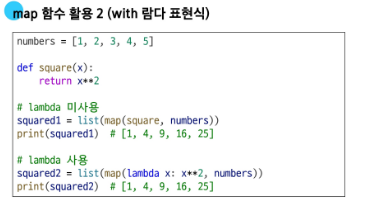 map 함수 활용 2 (with 람다 표현식)
numbers = [1, 2, 3, 4, 5]
def square(x):
    return x**2
# lambda 미사용
squared1 = list(map(square, numbers))
print(squared1)  # [1, 4, 9, 16, 25]
# lambda 사용
squared2 = list(map(lambda x: x**2, numbers))
print(squared2)  # [1, 4, 9, 16, 25]